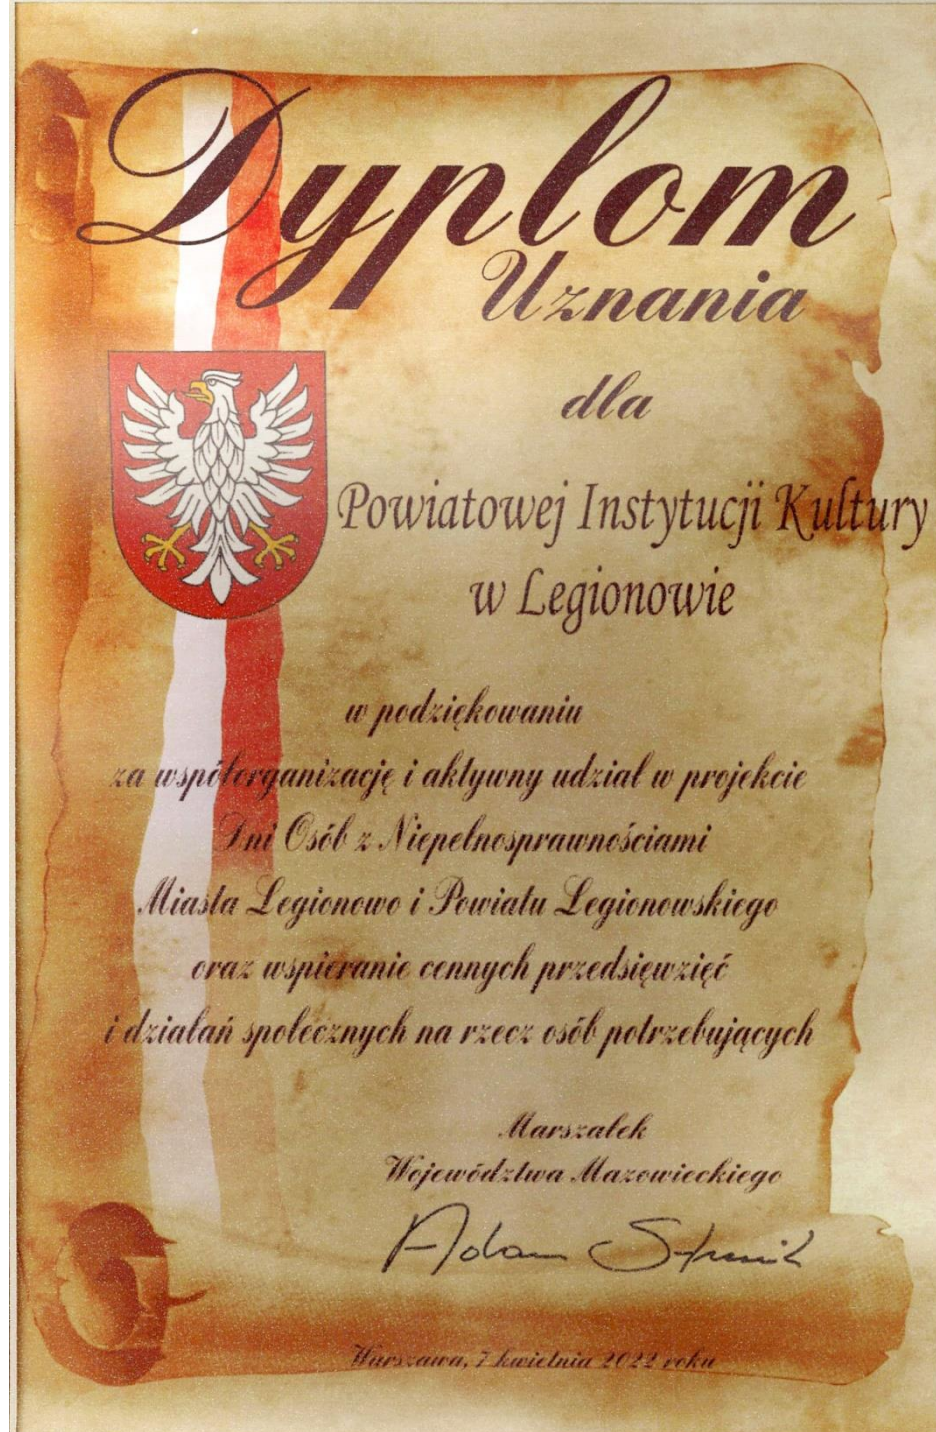 Dyplom
Uznania
dla
Powiatowej Instytucji Kultury
w Legionowie
w podziękowaniu
za współorganizację i aktywny udział w projekcie
Dni Osób z Niepełnosprawnościami
Miasta Legionowo i Powiatu Legionowskiego
oraz wspieranie cennych przedsięwzięć
i działań społecznych na rzecz osób potrzebujących
Marszałek
Województwa Mazowieckiego
Adam Struzik
Warszawa, 7 kwietnia 2022 roku